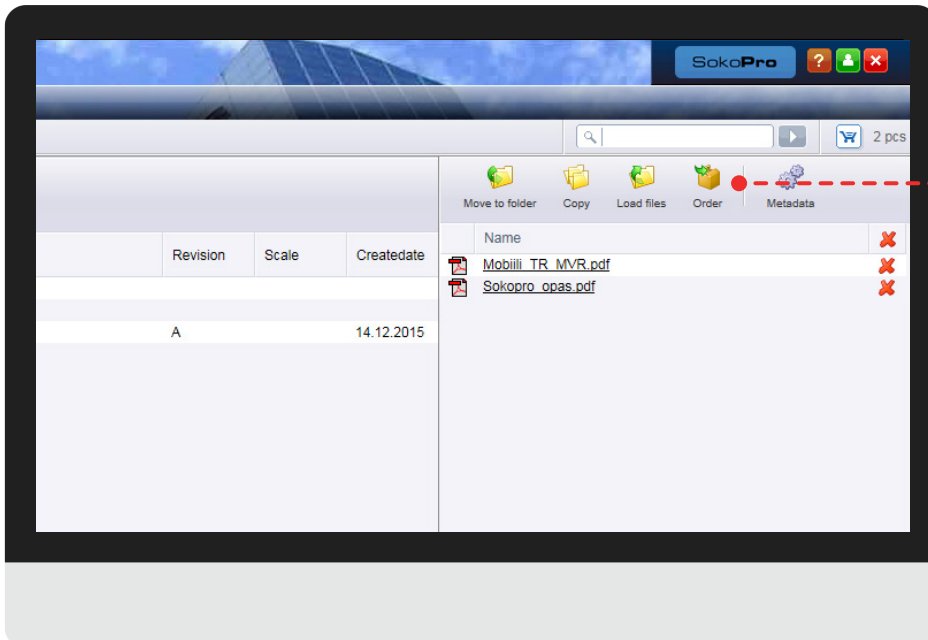 SokoPro
?
2 pcs
Move to folder Copy Load files Order Metadata
Name
Revision Scale Createdate
Mobiili_TR_MVR.pdf
Sokopro_opas.pdf
A 14.12.2015